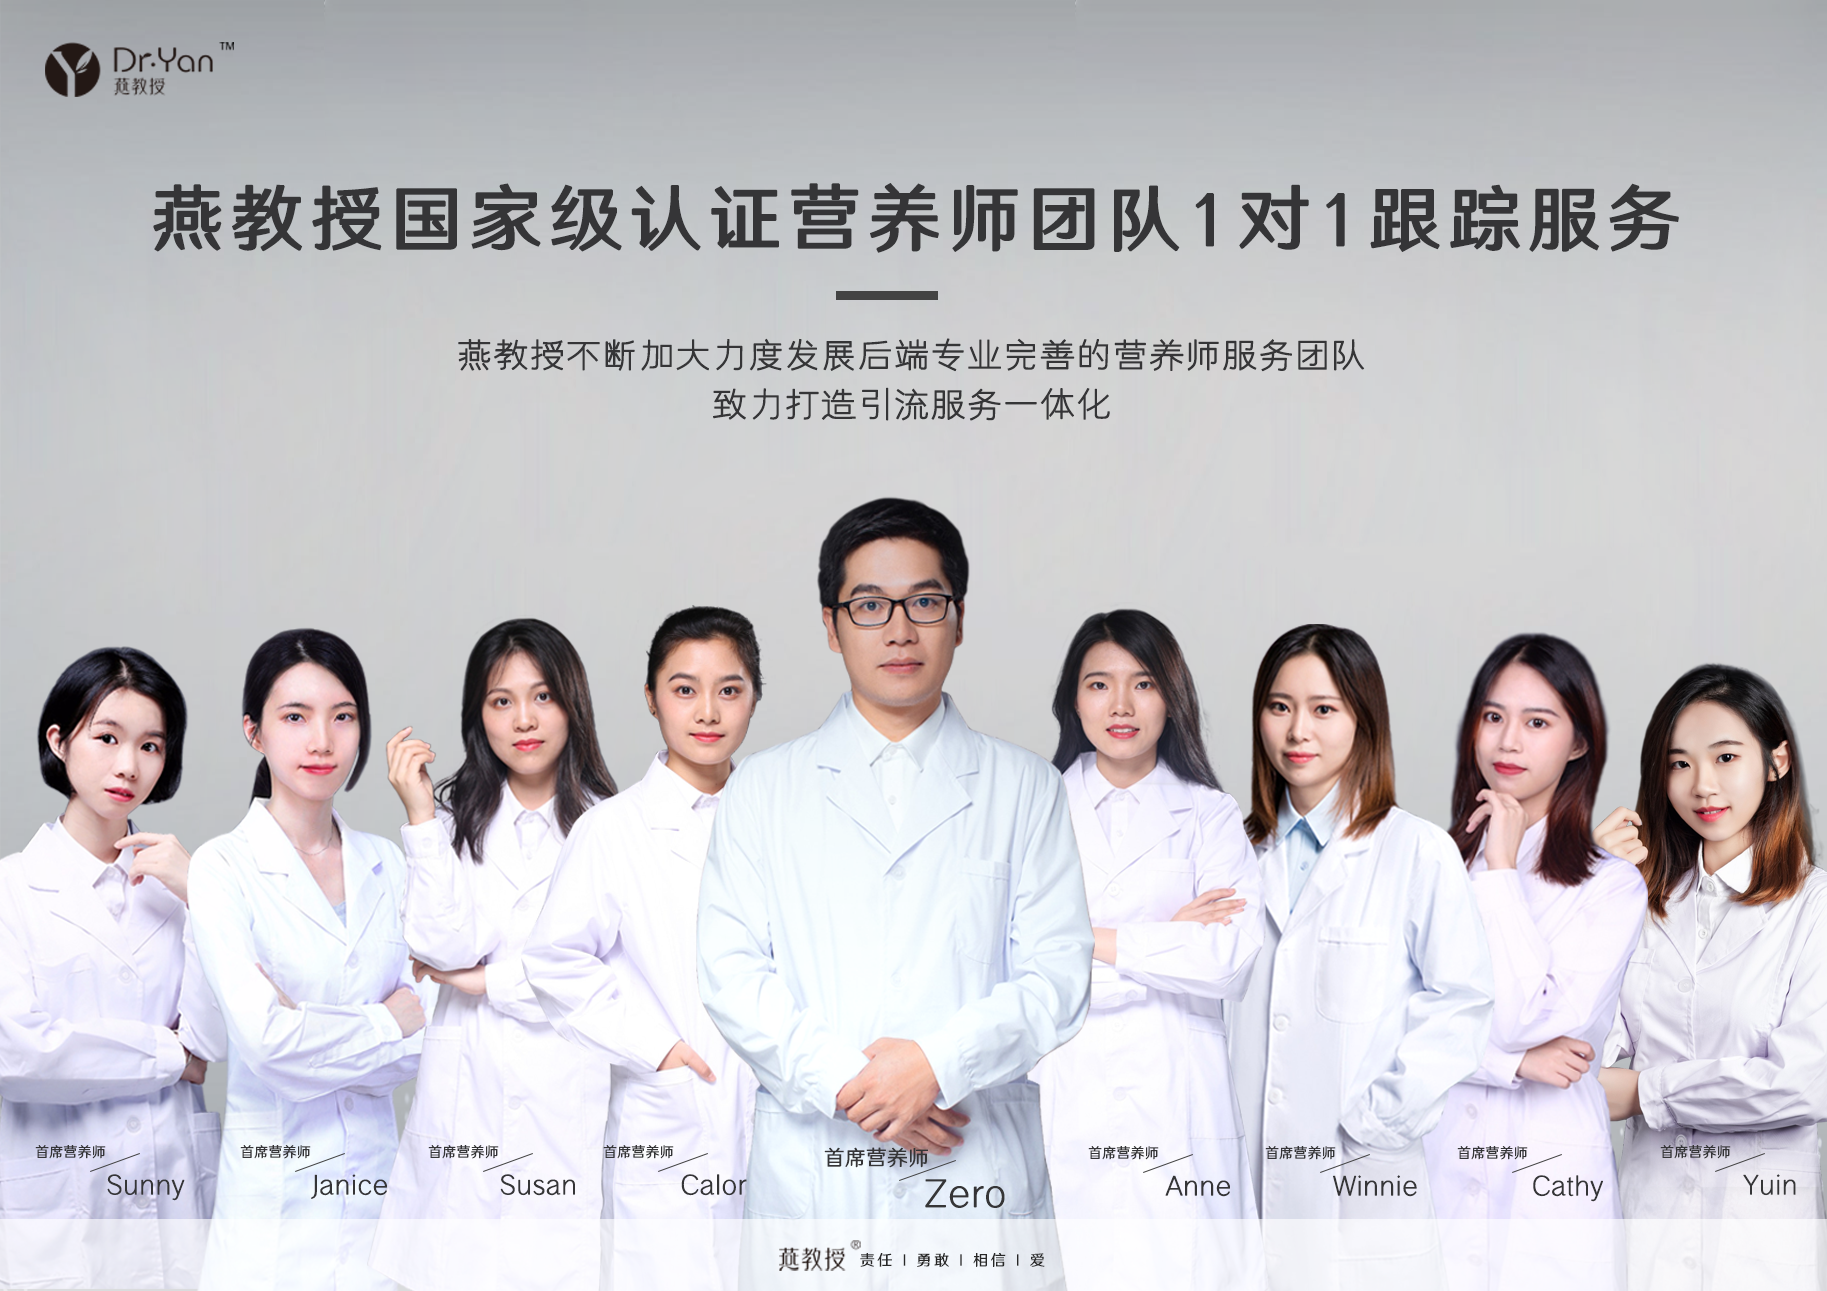 Dr·Yan™
燕教授
燕教授国家级认证营养师团队1对1跟踪服务
燕教授不断加大力度发展后端专业完善的营养师服务团队
致力打造引流服务一体化
首席营养师
Sunny
首席营养师
Janice
首席营养师
Susan
首席营养师
Calor
首席营养师
Zero
首席营养师
Anne
首席营养师
Winnie
首席营养师
Cathy
首席营养师
Yuin
燕教授® 责任 | 勇敢 | 相信 | 爱